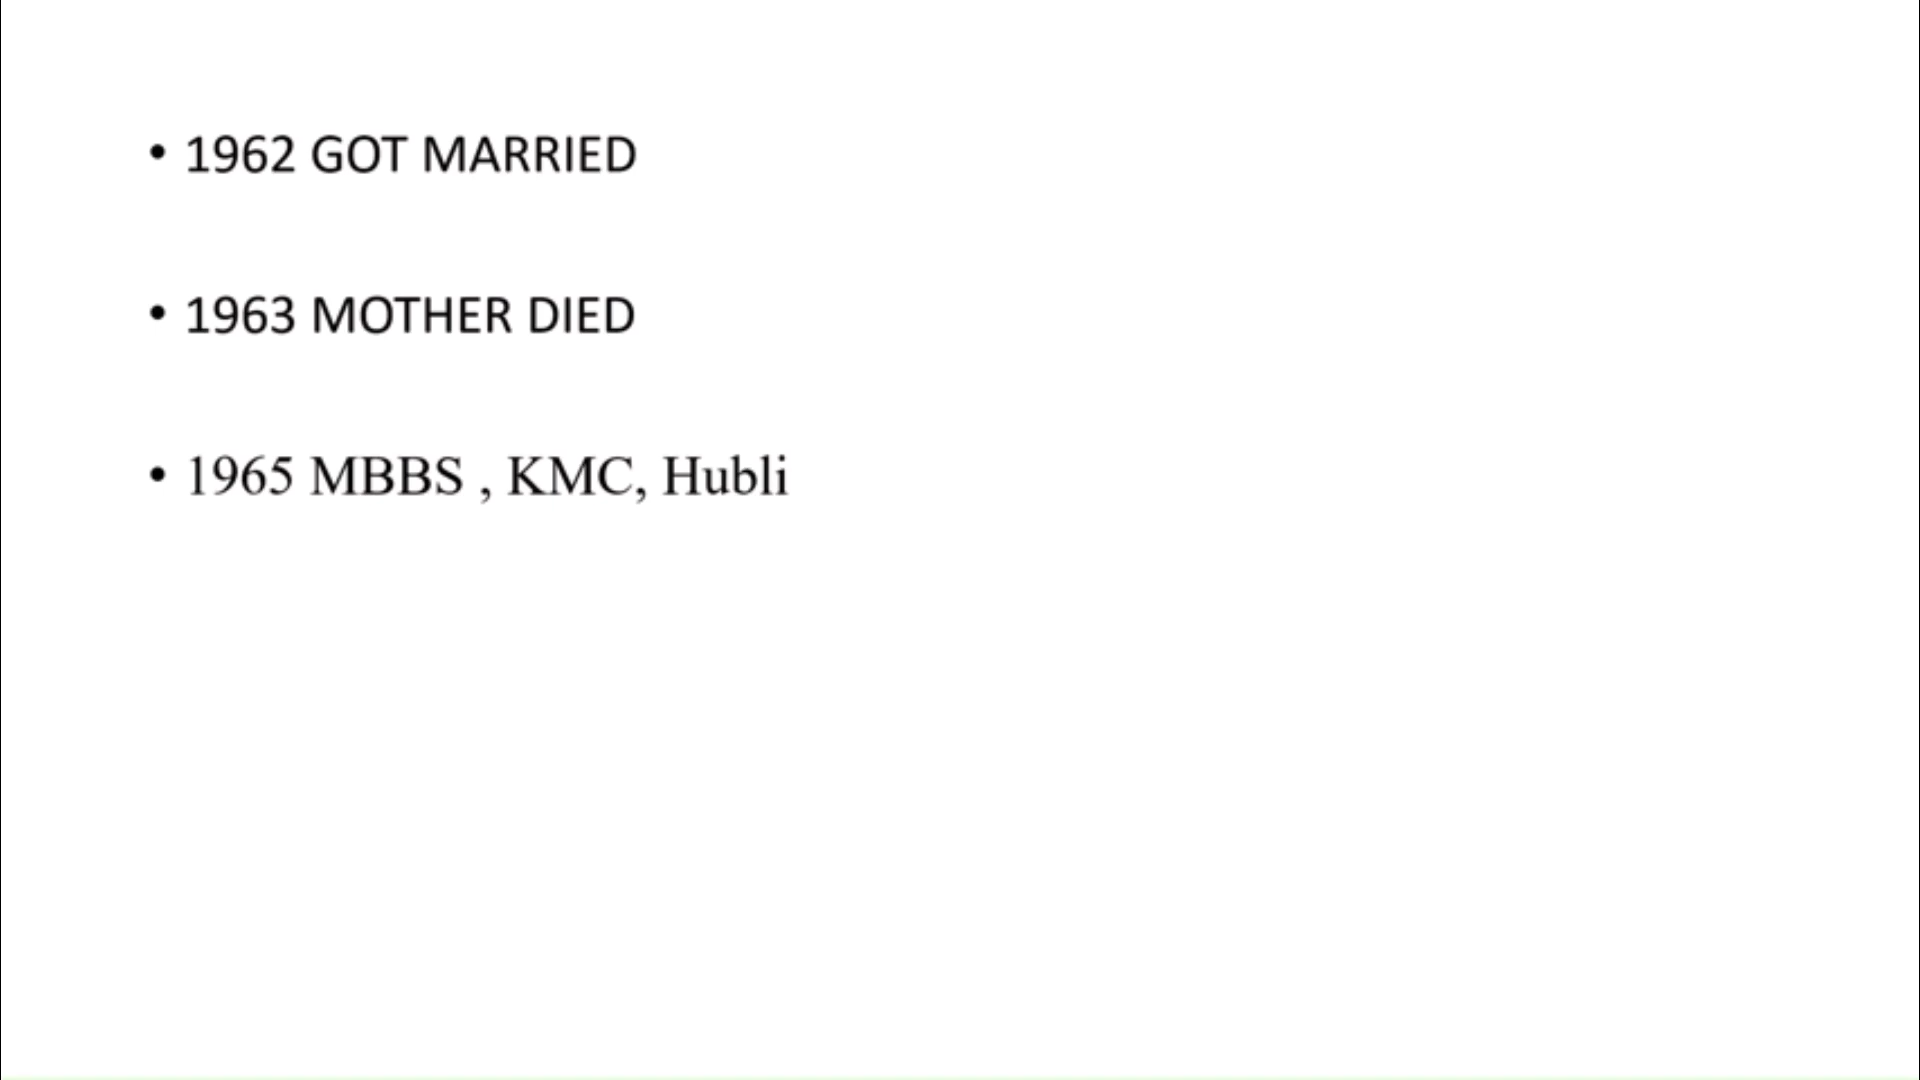 • 1962 GOT MARRIED
• 1963 MOTHER DIED
• 1965 MBBS , KMC, Hubli